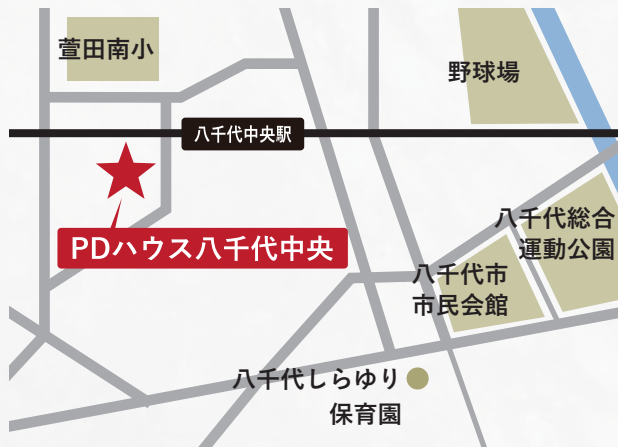 萱田南小
野球場
八千代中央駅
八千代総合
運動公園
PDハウス八千代中央
八千代市
市民会館
八千代しらゆり
保育園